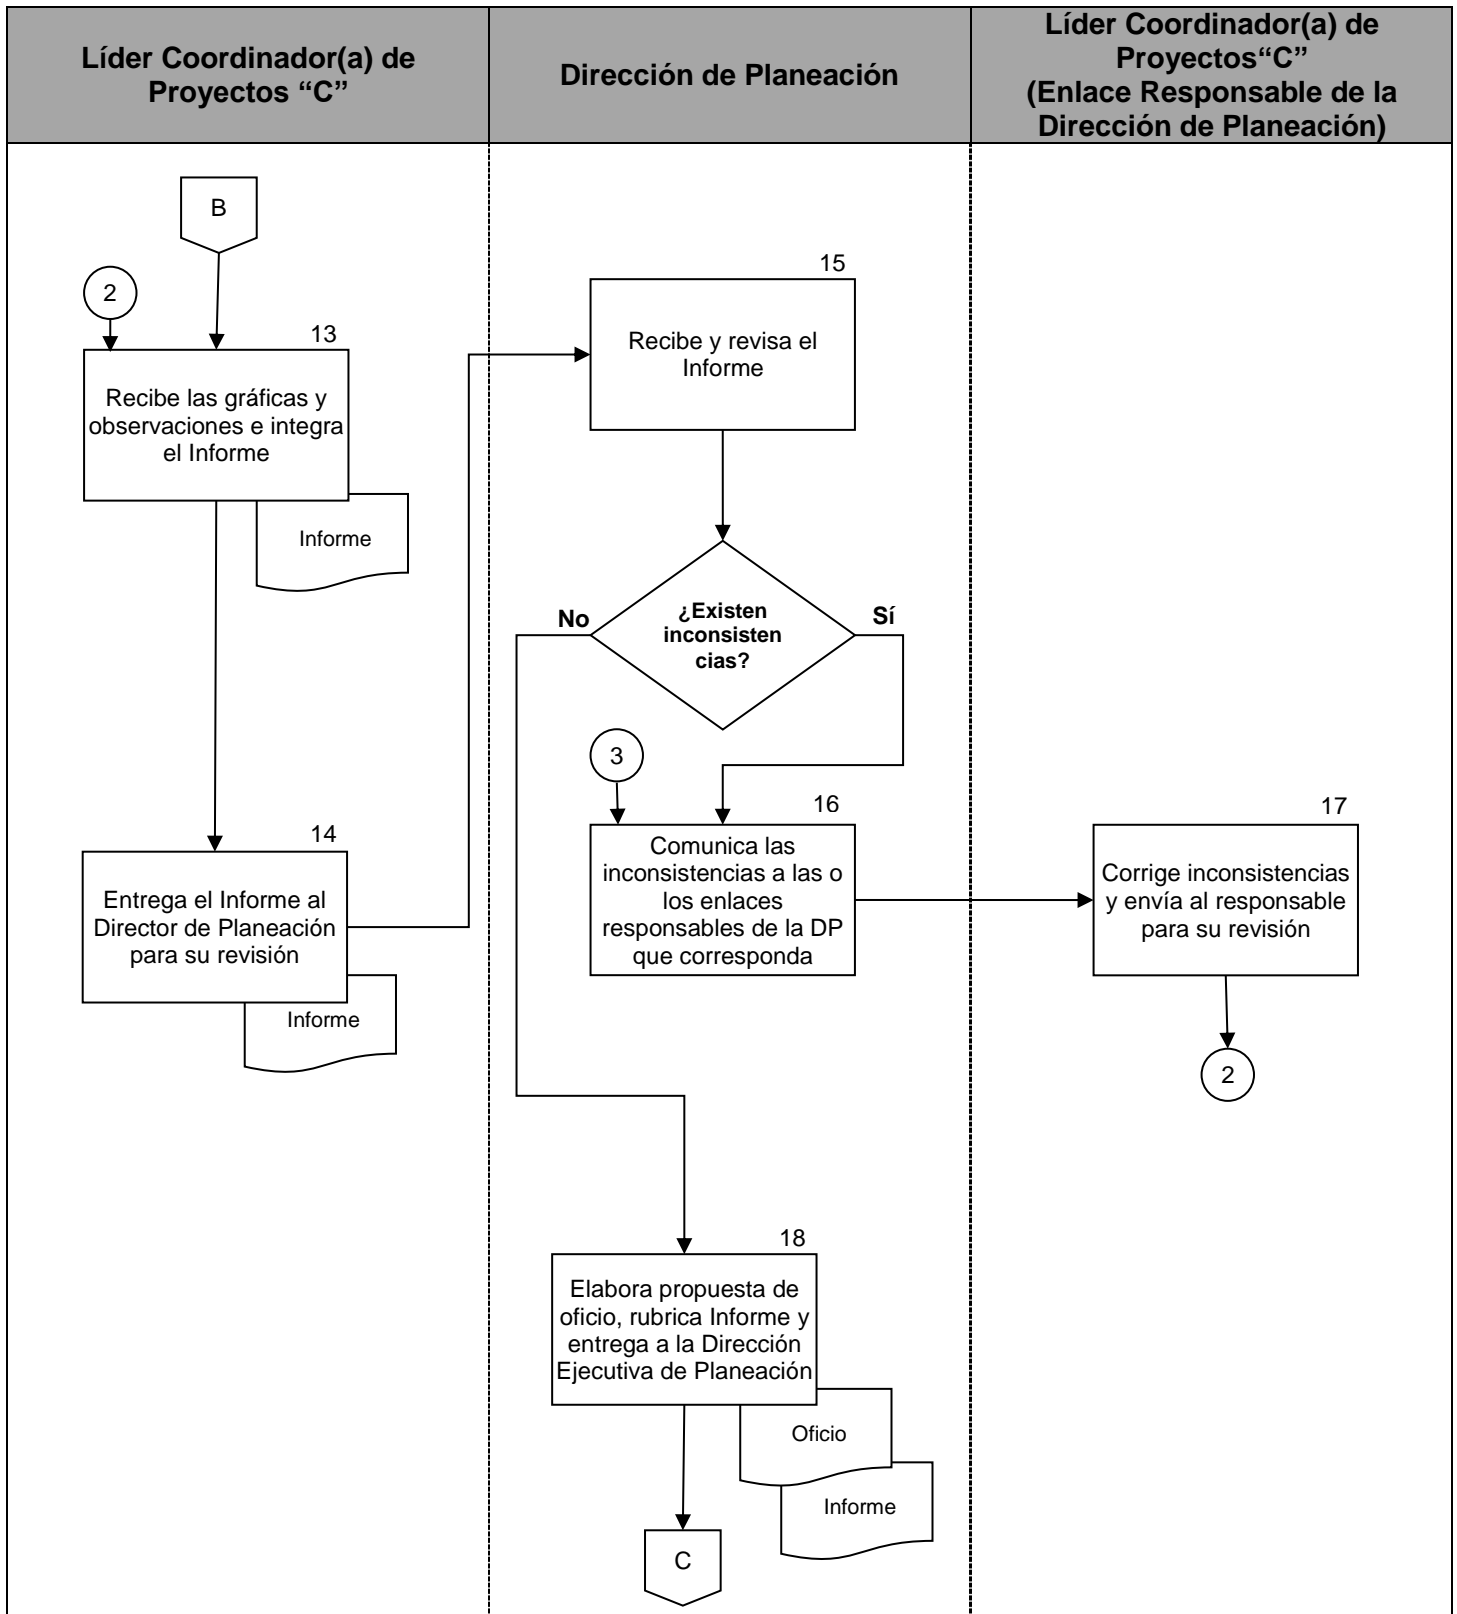 Líder Coordinador(a) de
Proyectos “C”
Dirección de Planeación
Líder Coordinador(a) de
Proyectos“C”
(Enlace Responsable de la
Dirección de Planeación)
B
2
13
Recibe las gráficas y
observaciones e integra
el Informe
Informe
14
Entrega el Informe al
Director de Planeación
para su revisión
Informe
15
Recibe y revisa el
Informe
¿Existen
inconsisten
cias?
No
Sí
3
16
Comunica las
inconsistencias a las o
los enlaces
responsables de la DP
que corresponda
17
Corrige inconsistencias
y envía al responsable
para su revisión
2
18
Elabora propuesta de
oficio, rubrica Informe y
entrega a la Dirección
Ejecutiva de Planeación
Oficio
Informe
C